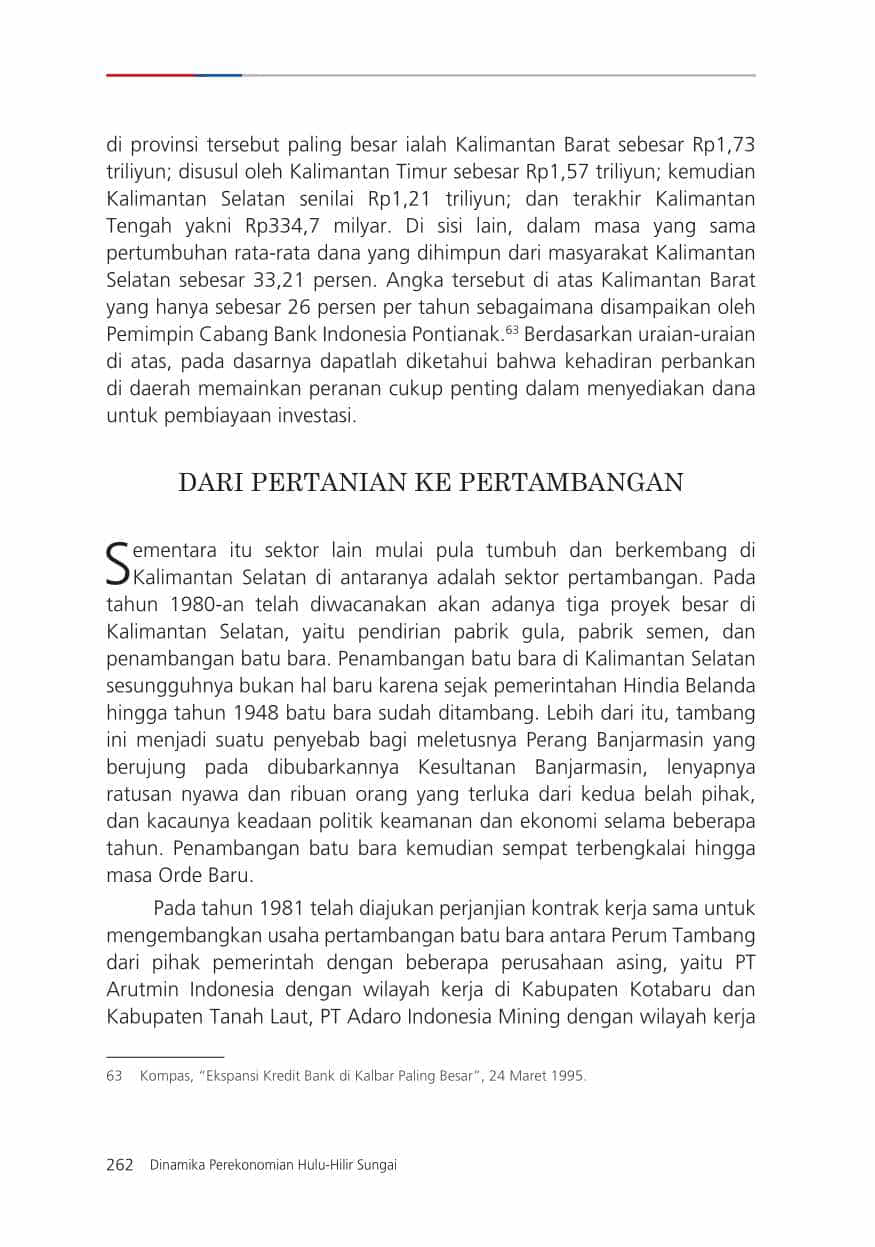 di provinsi tersebut paling besar ialah Kalimantan Barat sebesar Rp1,73
triliyun; disusul oleh Kalimantan Timur sebesar Rp1,57 triliyun; kemudian
Kalimantan Selatan senilai Rp1,21 triliyun; dan terakhir Kalimantan
Tengah yakni Rp334,7 milyar. Di sisi lain, dalam masa yang sama
pertumbuhan rata-rata dana yang dihimpun dari masyarakat Kalimantan
Selatan sebesar 33,21 persen. Angka tersebut di atas Kalimantan Barat
yang hanya sebesar 26 persen per tahun sebagaimana disampaikan oleh
Pemimpin Cabang Bank Indonesia Pontianak.⁶³ Berdasarkan uraian-uraian
di atas, pada dasarnya dapatlah diketahui bahwa kehadiran perbankan
di daerah memainkan peranan cukup penting dalam menyediakan dana
untuk pembiayaan investasi.
DARI PERTANIAN KE PERTAMBANGAN
Sementara itu sektor lain mulai pula tumbuh dan berkembang di
Kalimantan Selatan di antaranya adalah sektor pertambangan. Pada
tahun 1980-an telah diwacanakan akan adanya tiga proyek besar di
Kalimantan Selatan, yaitu pendirian pabrik gula, pabrik semen, dan
penambangan batu bara. Penambangan batu bara di Kalimantan Selatan
sesungguhnya bukan hal baru karena sejak pemerintahan Hindia Belanda
hingga tahun 1948 batu bara sudah ditambang. Lebih dari itu, tambang
ini menjadi suatu penyebab bagi meletusnya Perang Banjarmasin yang
berujung pada dibubarkannya Kesultanan Banjarmasin, lenyapnya
ratusan nyawa dan ribuan orang yang terluka dari kedua belah pihak,
dan kacaunya keadaan politik keamanan dan ekonomi selama beberapa
tahun. Penambangan batu bara kemudian sempat terbengkalai hingga
masa Orde Baru.
Pada tahun 1981 telah diajukan perjanjian kontrak kerja sama untuk
mengembangkan usaha pertambangan batu bara antara Perum Tambang
dari pihak pemerintah dengan beberapa perusahaan asing, yaitu PT
Arutmin Indonesia dengan wilayah kerja di Kabupaten Kotabaru dan
Kabupaten Tanah Laut, PT Adaro Indonesia Mining dengan wilayah kerja
63 Kompas, “Ekspansi Kredit Bank di Kalbar Paling Besar”, 24 Maret 1995.
262 Dinamika Perekonomian Hulu-Hilir Sungai